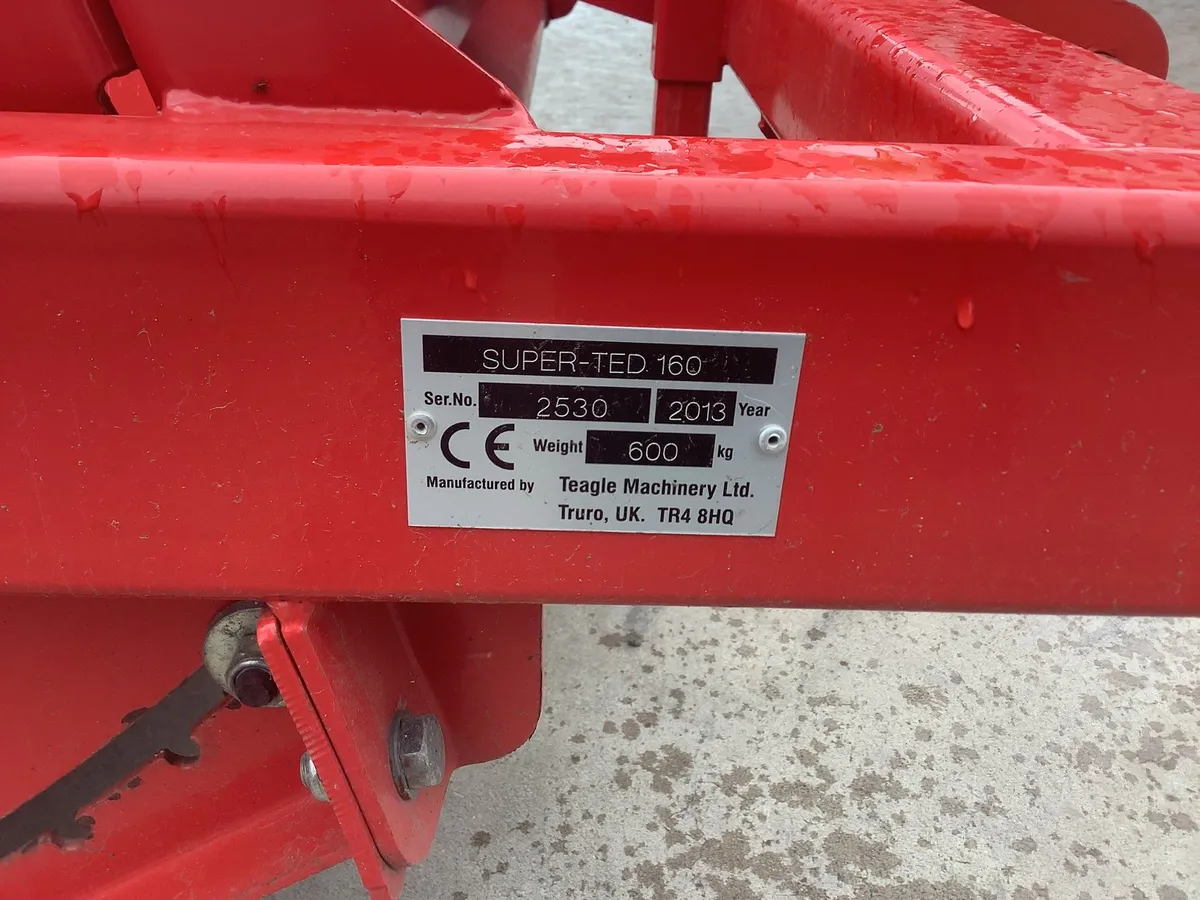 SUPER-TED 160
Ser.No. 2530 2013 Year
CE Weight 600 kg
Manufactured by Teagle Machinery Ltd.
Truro, UK. TR4 8HQ